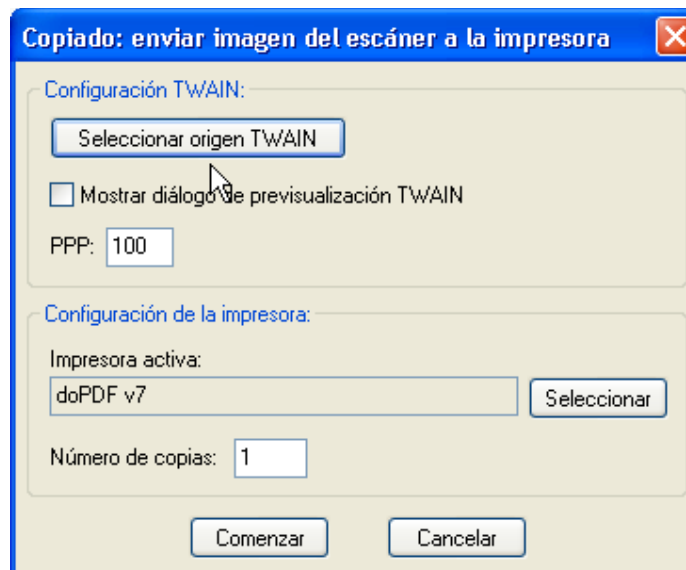 Copiado: enviar imagen del escáner a la impresora
Configuración TWAIN:
Seleccionar origen TWAIN
Mostrar diálogo de previsualización TWAIN
PPP: 100
Configuración de la impresora:
Impresora activa:
doPDF v7
Seleccionar
Número de copias: 1
Comenzar Cancelar